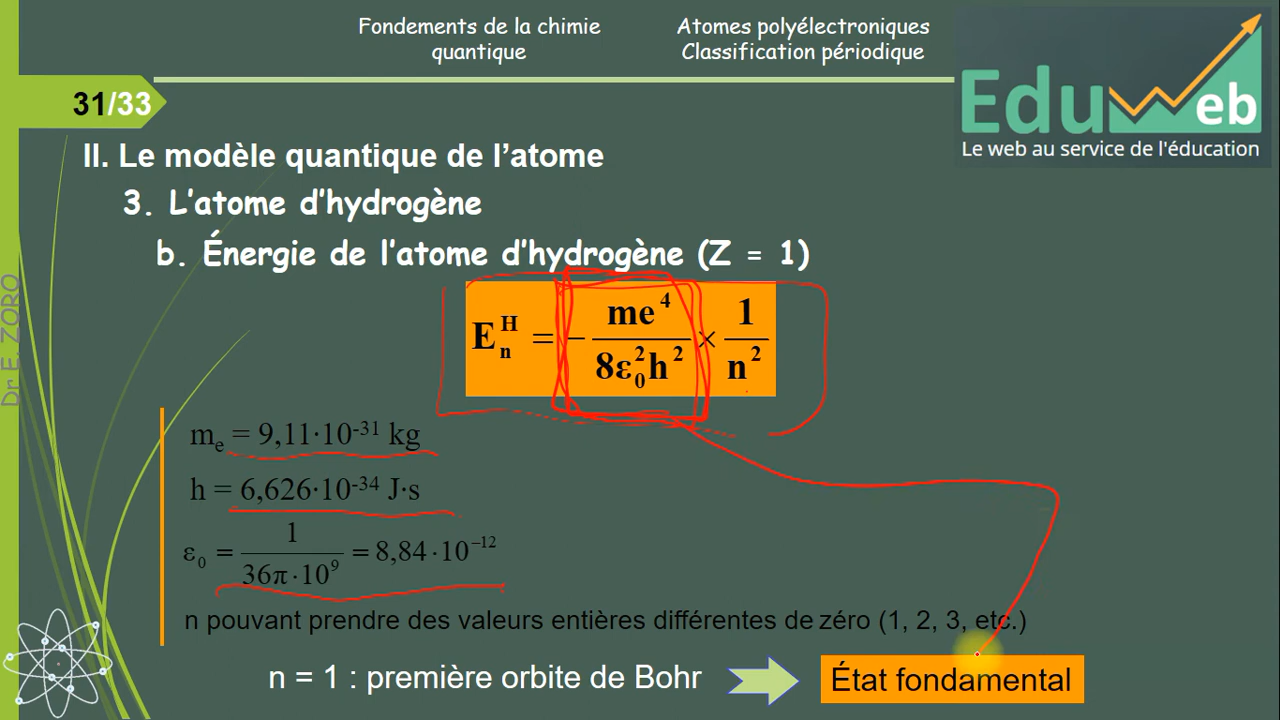 Fondements de la chimie
quantique
Atomes polyélectroniques
Classification périodique
Edu eb
Le web au service de l'éducation
31/33
II. Le modèle quantique de l’atome
3. L’atome d’hydrogène
b. Énergie de l’atome d’hydrogène (Z = 1)
E_n^H = − me^4 / 8ε_0^2 h^2 × 1 / n^2
m_e = 9,11·10^-31 kg
h = 6,626·10^-34 J·s
ε_0 = 1 / 36π·10^9 = 8,84·10^−12
n pouvant prendre des valeurs entières différentes de zéro (1, 2, 3, etc.)
n = 1 : première orbite de Bohr
État fondamental
Dr E. ZORO